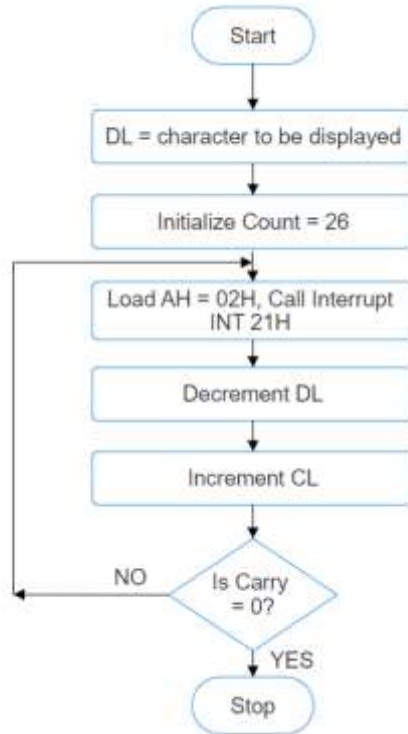 Start
DL = character to be displayed
Initialize Count = 26
Load AH = 02H, Call Interrupt
INT 21H
Decrement DL
Increment CL
NO
Is Carry
= 0?
YES
Stop